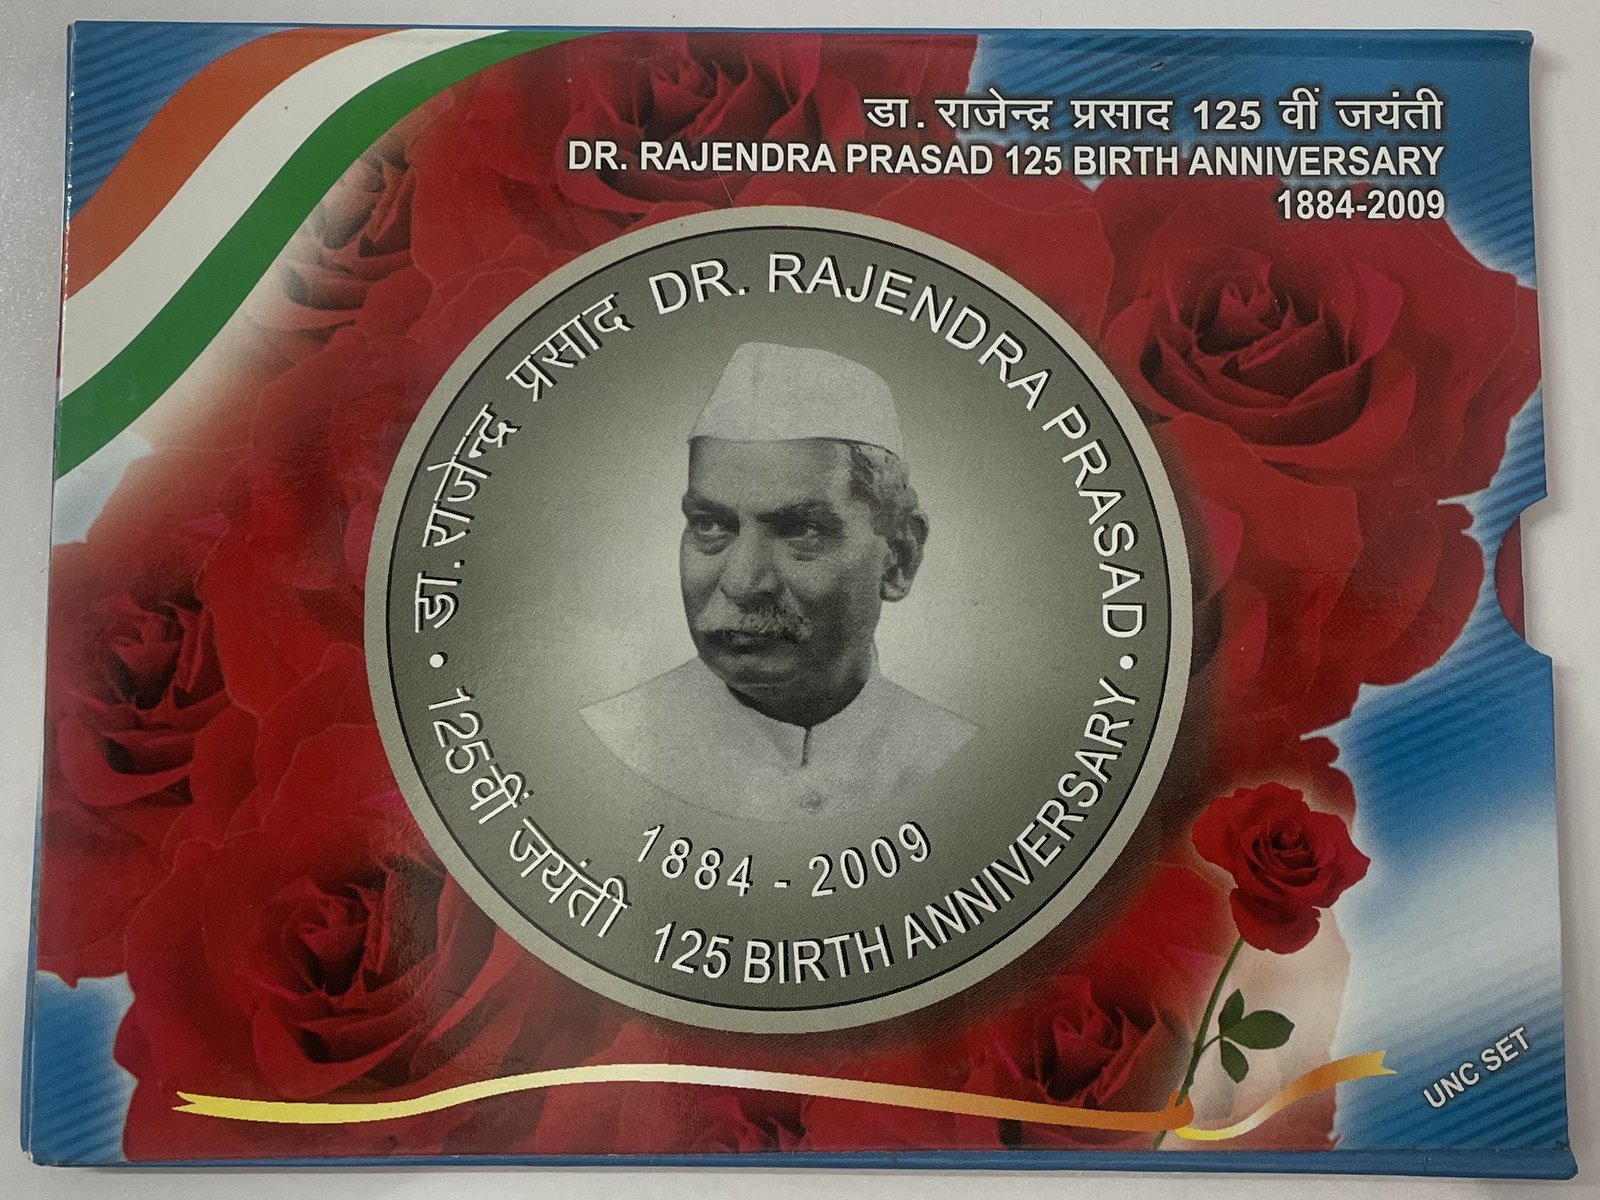 डा. राजेन्द्र प्रसाद 125 वीं जयंती
DR. RAJENDRA PRASAD 125 BIRTH ANNIVERSARY
1884-2009
डा. राजेन्द्र प्रसाद DR. RAJENDRA PRASAD
1884 - 2009
125वीं जयंती 125 BIRTH ANNIVERSARY
UNC SET